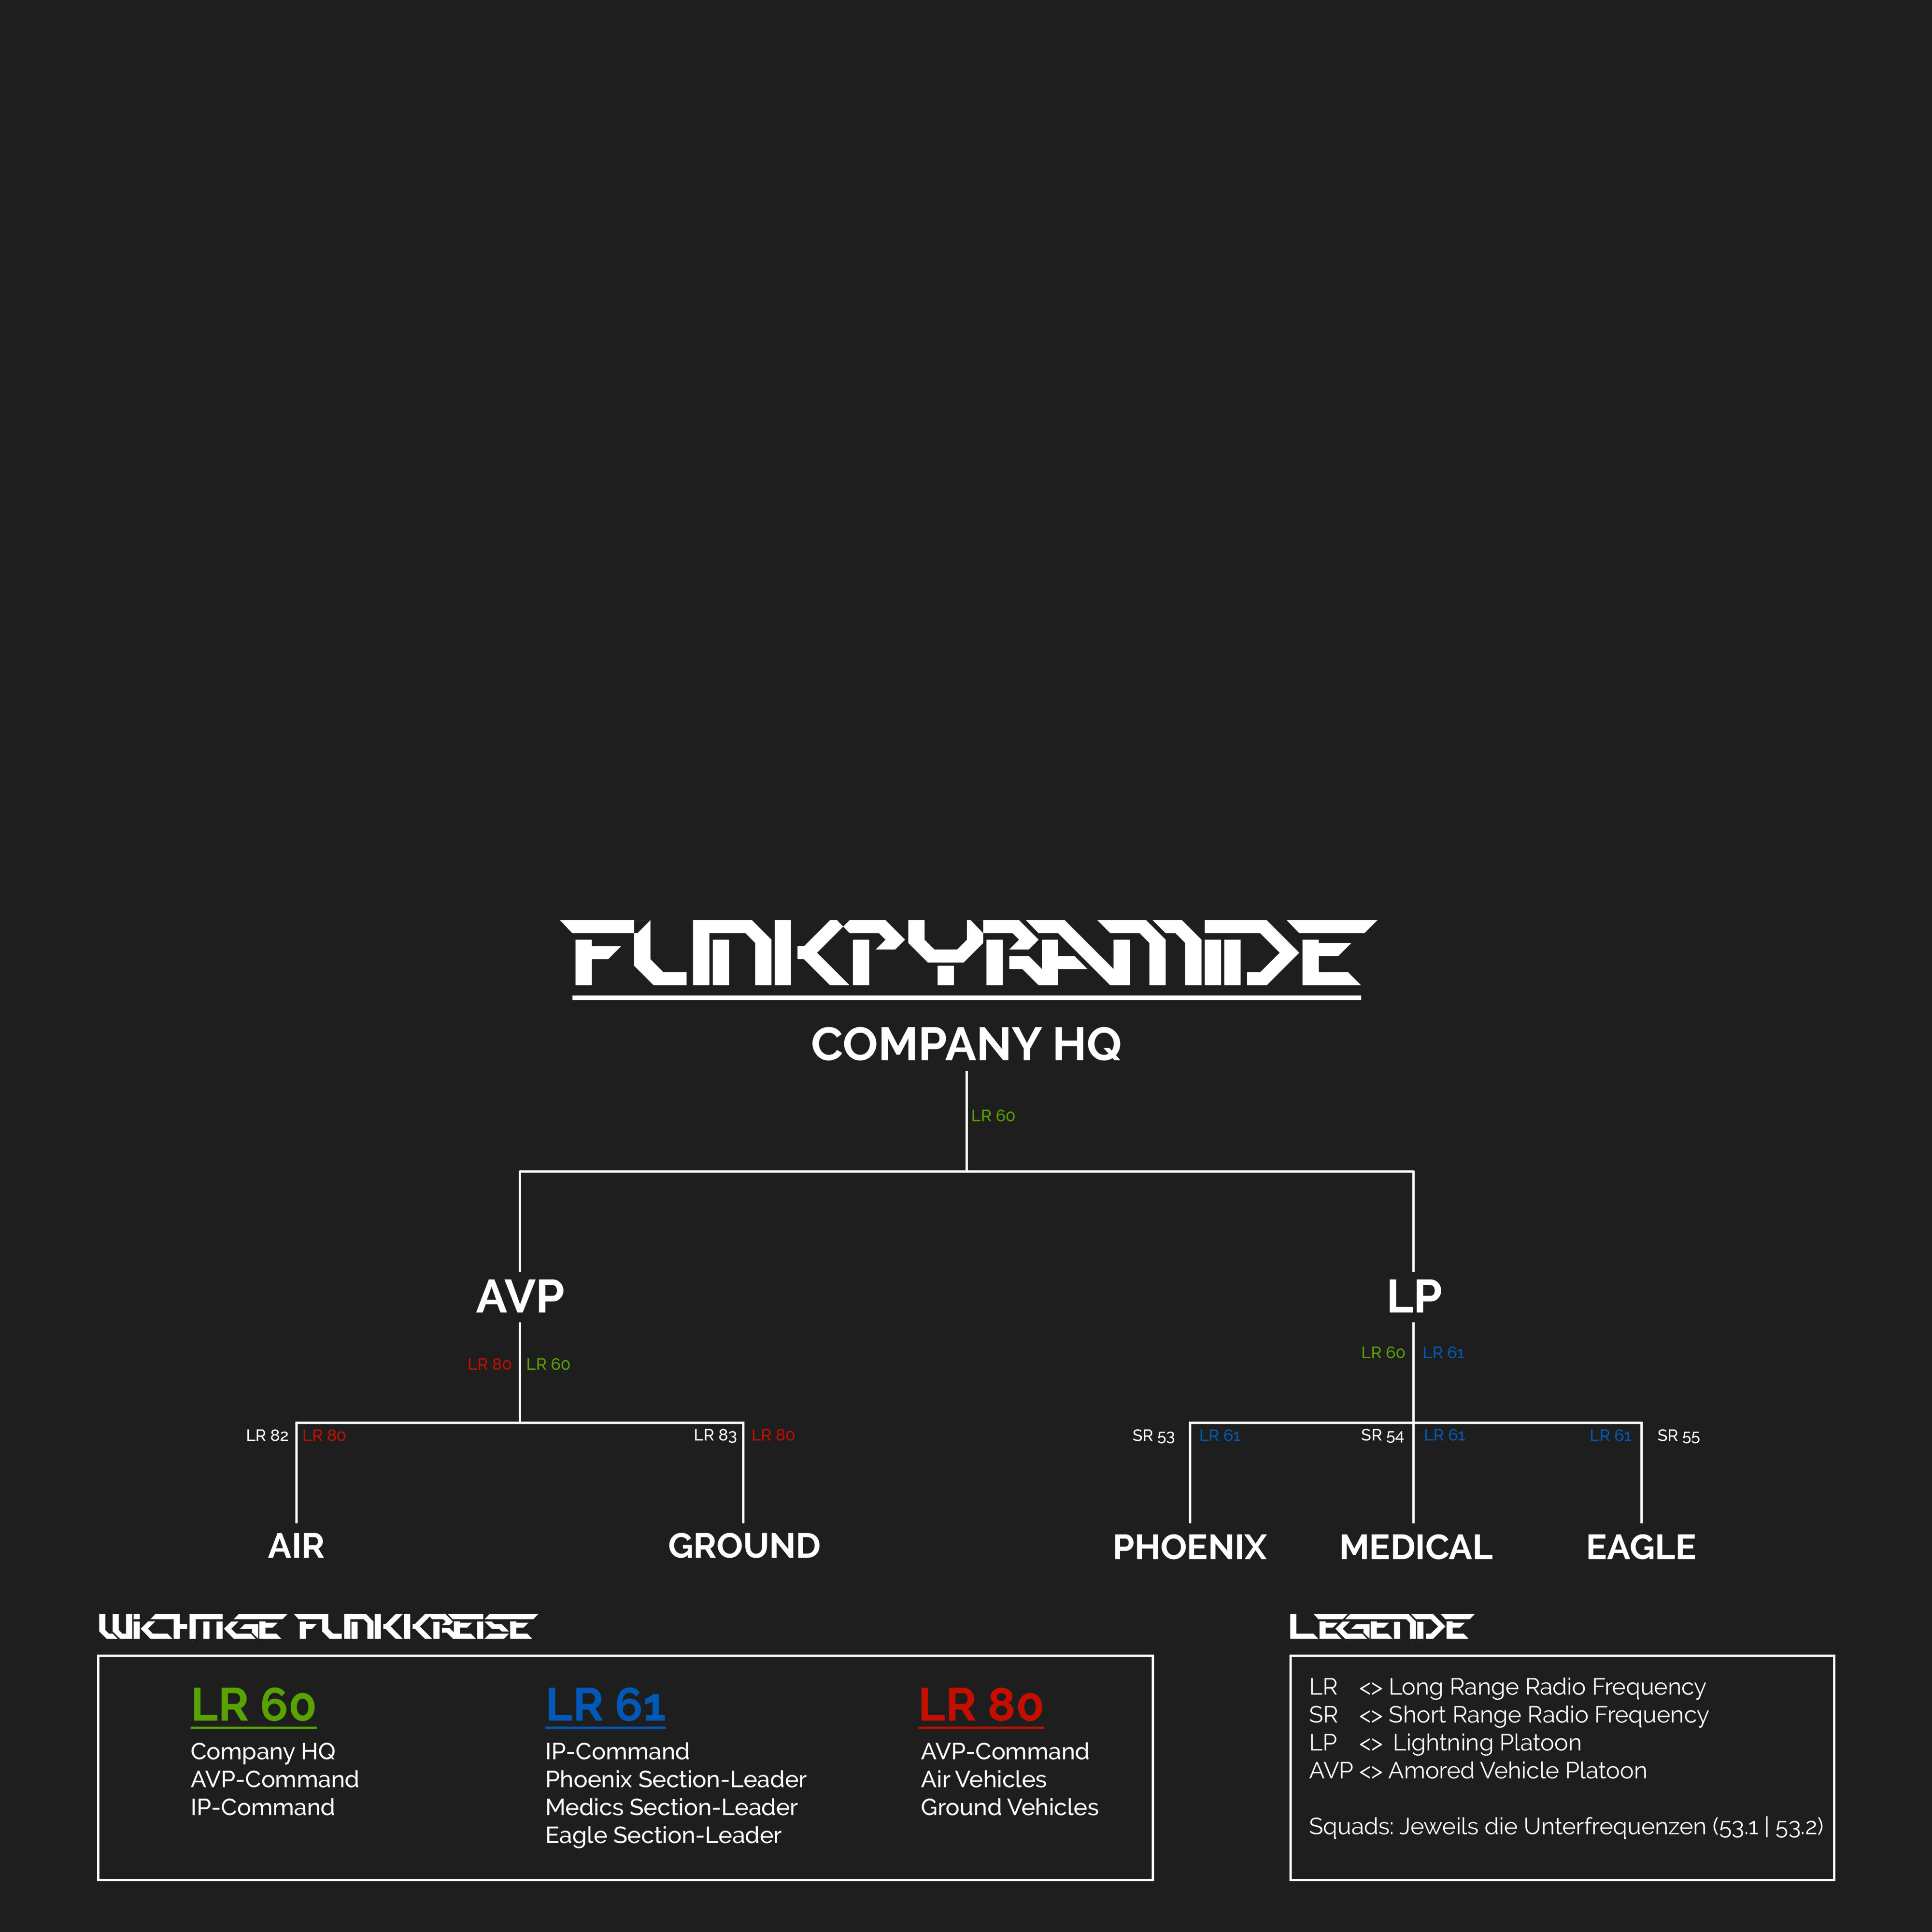 FUNKPYRAMIDE
COMPANY HQ
LR 60
AVP
LP
LR 80 LR 60
LR 60 LR 61
LR 82 LR 80
LR 83 LR 80
SR 53 LR 61
SR 54 LR 61
LR 61 SR 55
AIR
GROUND
PHOENIX
MEDICAL
EAGLE
WICHTIGE FUNKKREISE
LR 60
Company HQ
AVP-Command
IP-Command
LR 61
IP-Command
Phoenix Section-Leader
Medics Section-Leader
Eagle Section-Leader
LR 80
AVP-Command
Air Vehicles
Ground Vehicles
LEGENDE
LR <> Long Range Radio Frequency
SR <> Short Range Radio Frequency
LP <> Lightning Platoon
AVP <> Amored Vehicle Platoon
Squads: Jeweils die Unterfrequenzen (53.1 | 53.2)